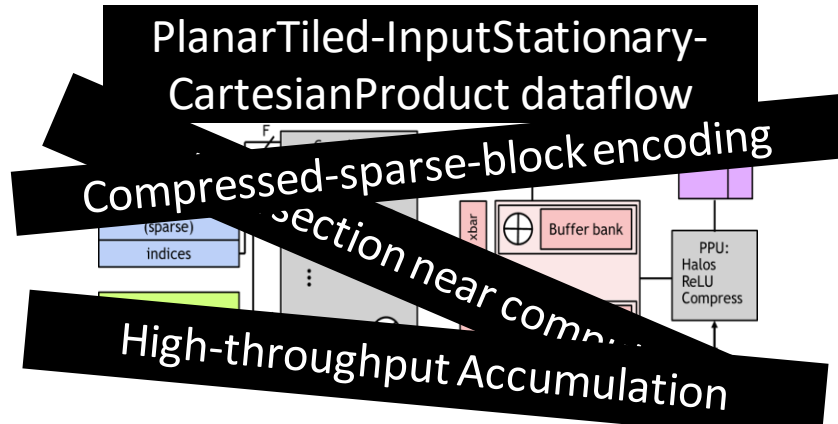 PlanarTiled-InputStationary-
CartesianProduct dataflow
F
Compressed-sparse-block encoding
(sparse)
indices
section near compu
xbar
Buffer bank
PPU:
Halos
ReLU
Compress
High-throughput Accumulation